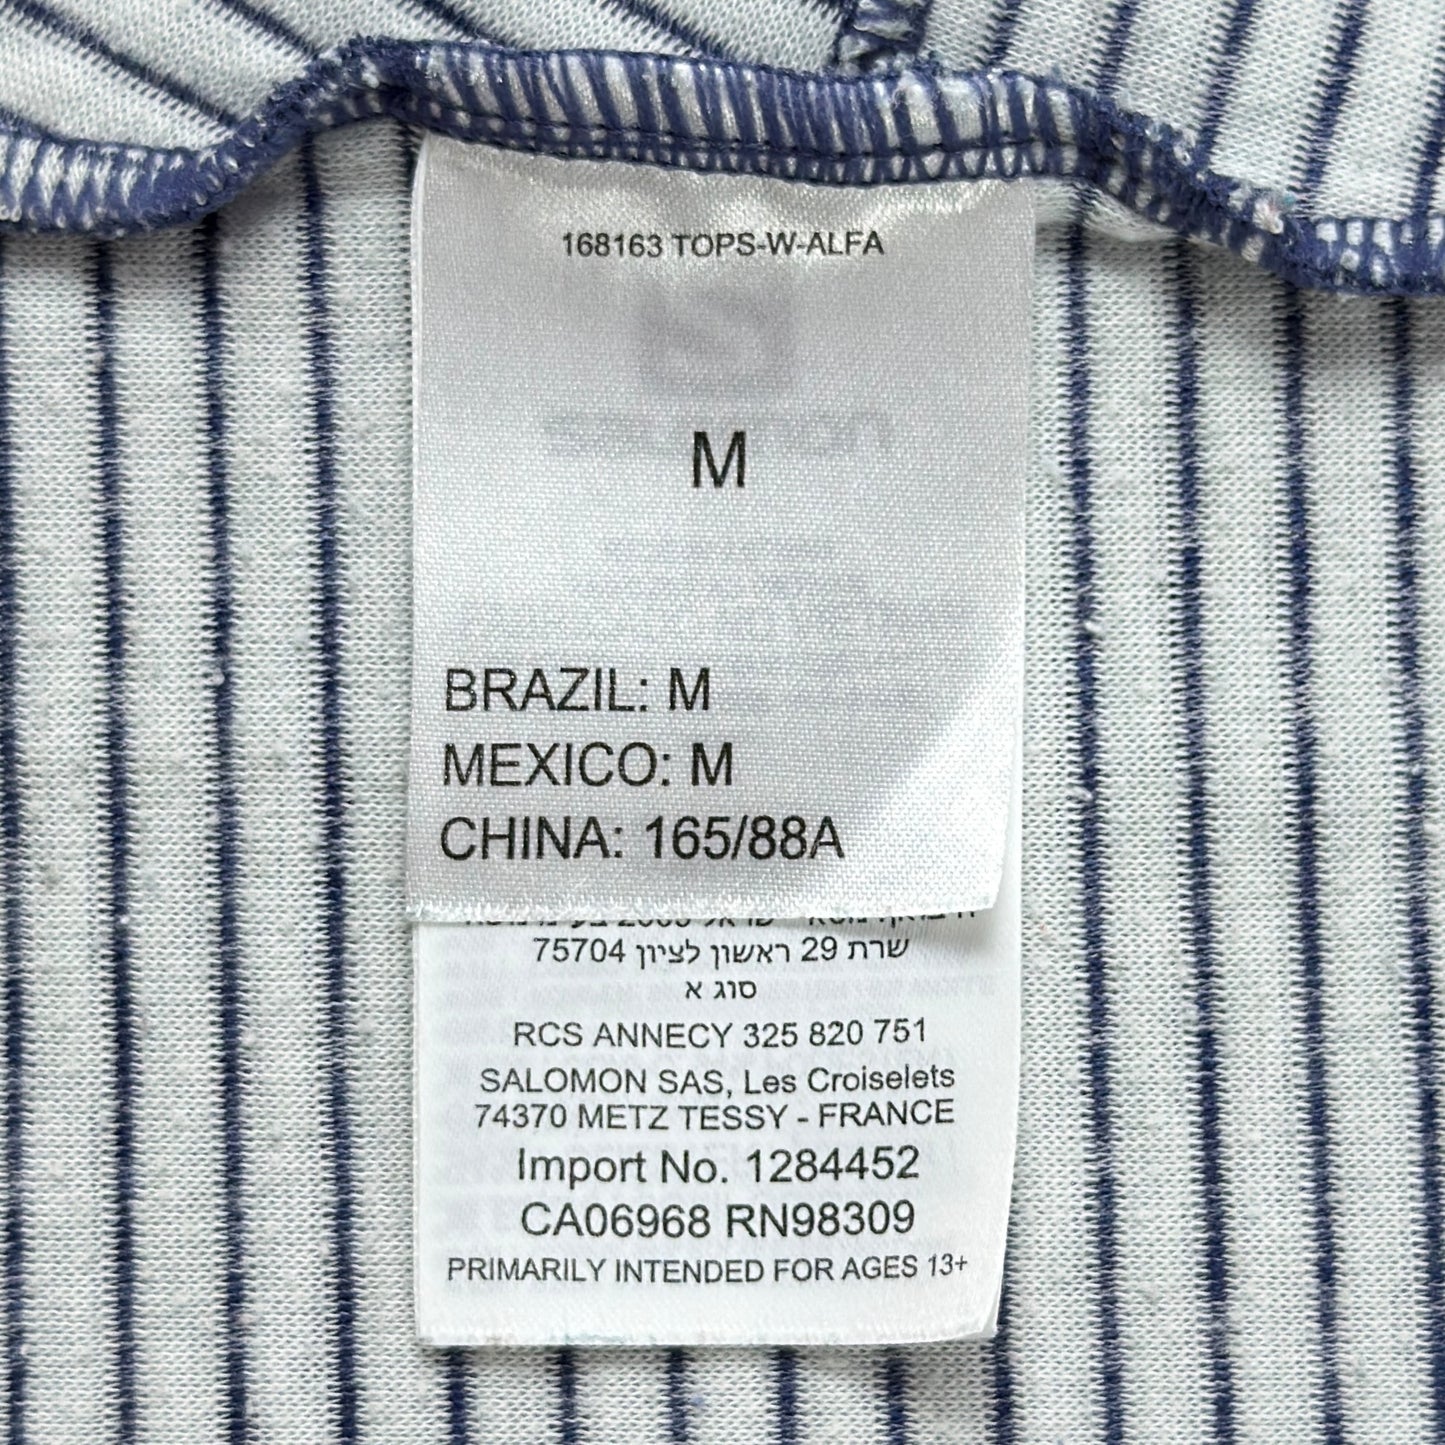 168163 TOPS-W-ALFA
M
BRAZIL: M
MEXICO: M
CHINA: 165/88A
שרת 29 ראשון לציון 75704
סוג א
RCS ANNECY 325 820 751
SALOMON SAS, Les Croiselets
74370 METZ TESSY - FRANCE
Import No. 1284452
CA06968 RN98309
PRIMARILY INTENDED FOR AGES 13+